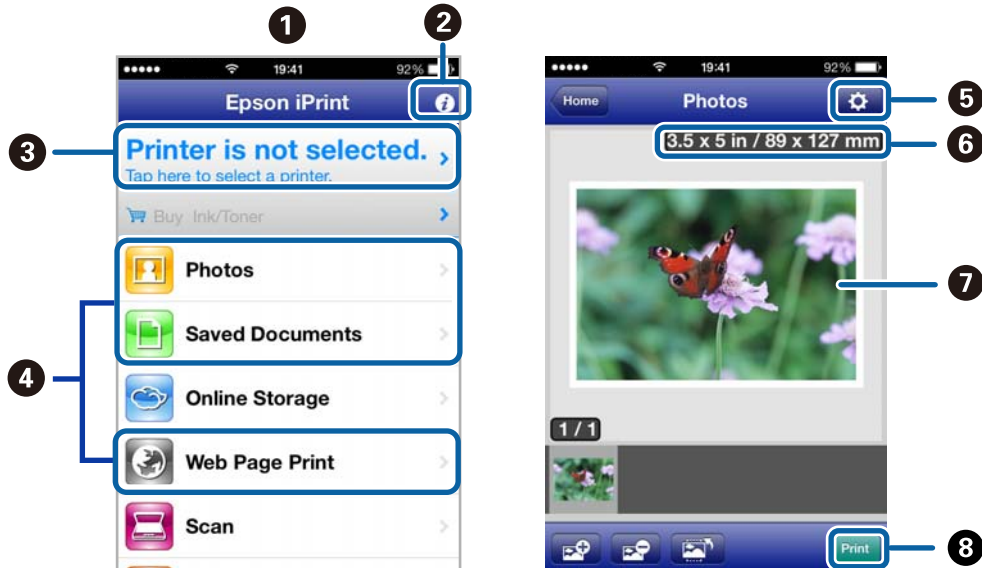 1
2
19:41
92%
Epson iPrint
i
3
Printer is not selected.
Tap here to select a printer.
Buy Ink/Toner
4
Photos
Saved Documents
Online Storage
Web Page Print
Scan
19:41
92%
Home
Photos
5
3.5 x 5 in / 89 x 127 mm
6
7
1 / 1
Print
8